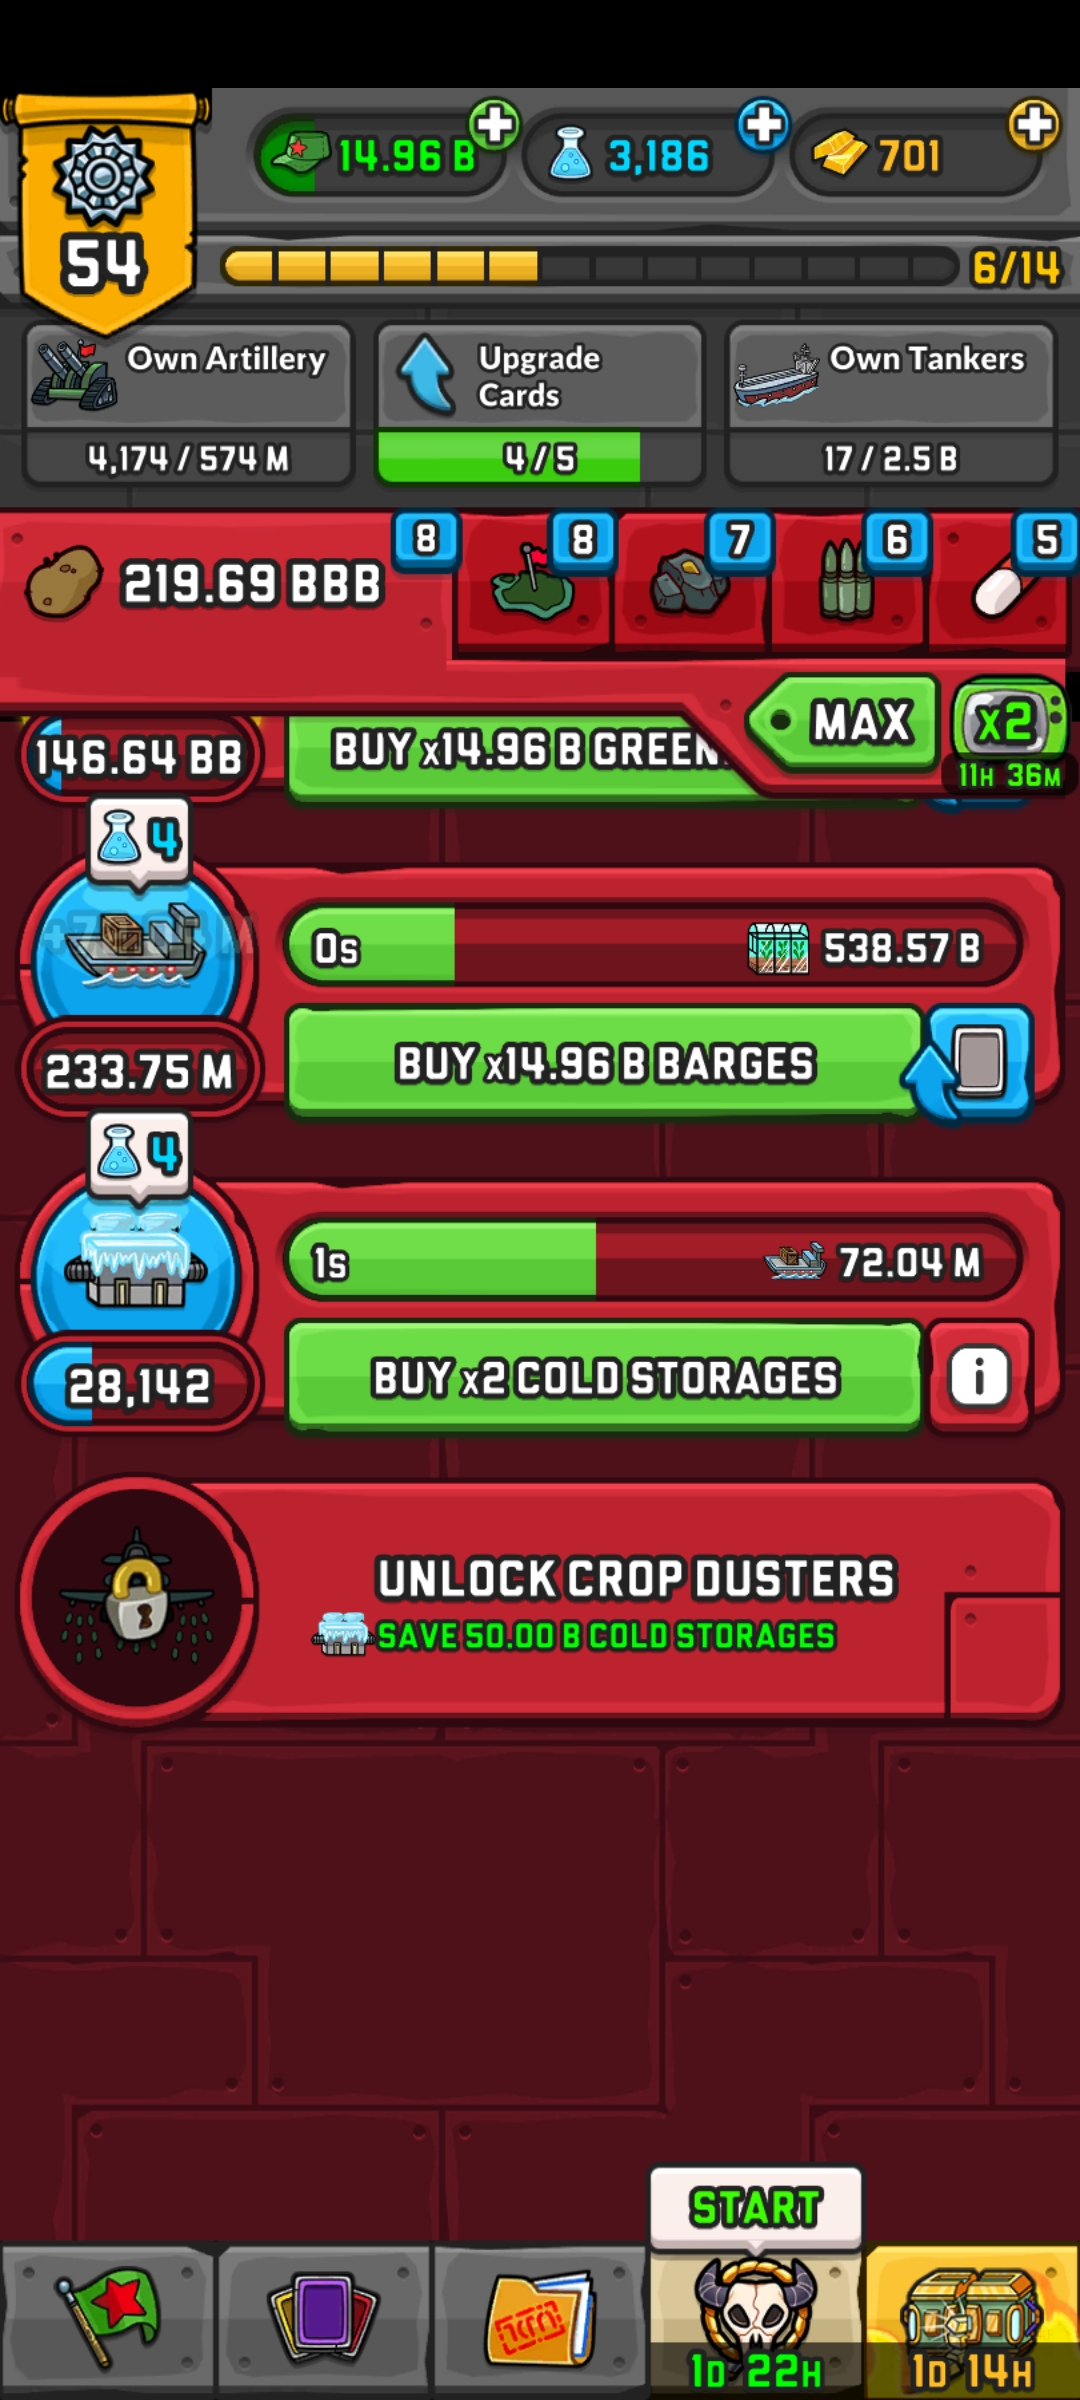 14.96 B
3,186
701
54
6/14
Own Artillery
4,174 / 574 M
Upgrade
Cards
4 / 5
Own Tankers
17 / 2.5 B
219.69 BBB
8
8
7
6
5
MAX
x2
11H 36M
146.64 BB
BUY x14.96 B GREEN
4
0s
538.57 B
233.75 M
BUY x14.96 B BARGES
4
1s
72.04 M
28,142
BUY x2 COLD STORAGES
i
UNLOCK CROP DUSTERS
SAVE 50.00 B COLD STORAGES
START
1D 22H
1D 14H